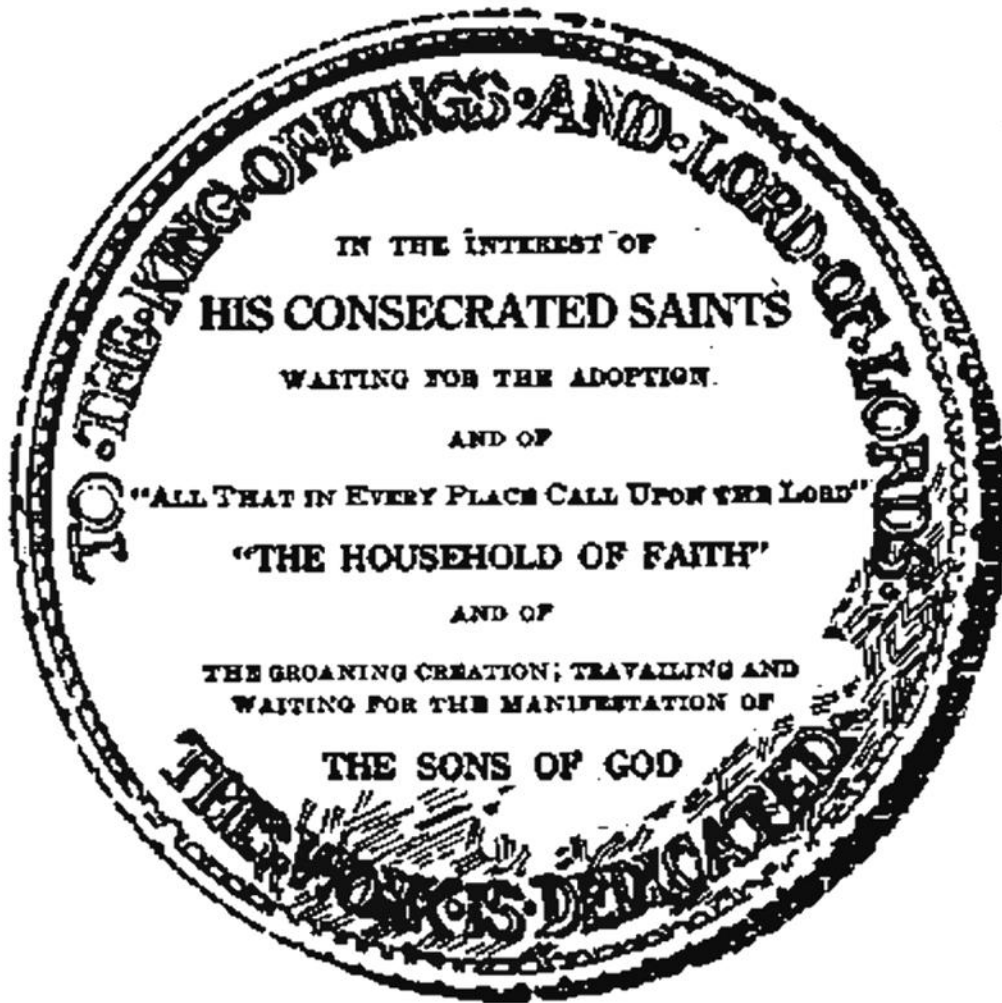 TO·THE·KING·OF·KINGS·AND·LORD·OF·LORDS·
IN THE INTEREST OF
HIS CONSECRATED SAINTS
WAITING FOR THE ADOPTION.
AND OF
"ALL THAT IN EVERY PLACE CALL UPON THE LORD"
"THE HOUSEHOLD OF FAITH"
AND OF
THE GROANING CREATION; TRAVAILING AND
WAITING FOR THE MANIFESTATION OF
THE SONS OF GOD
THIS·WORK·IS·DEDICATED·